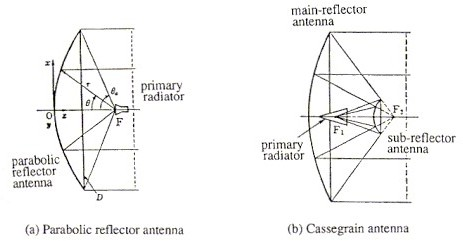 x
r
θ
θ₀
primary
radiator
O
z
F
y
parabolic
reflector
antenna
D
(a) Parabolic reflector antenna
main-reflector
antenna
F₁
F₂
primary
radiator
sub-reflector
antenna
(b) Cassegrain antenna